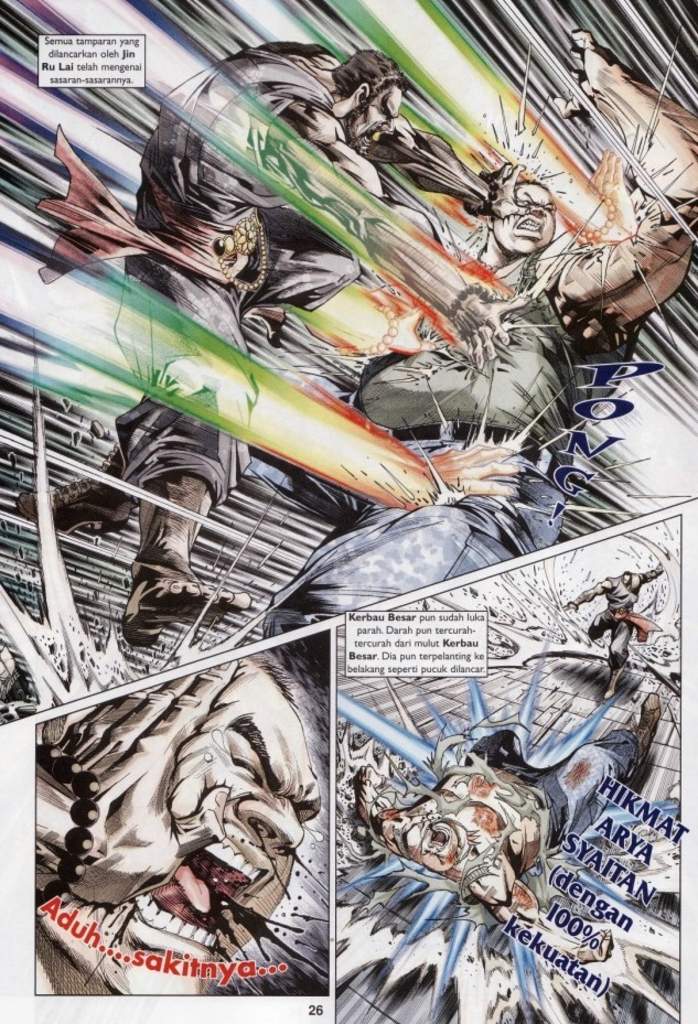 Semua tamparan yang
dilancarkan oleh Jin
Ru Lai telah mengenai
sasaran-sasarannya.
PONG!
Kerbau Besar pun sudah luka
parah. Darah pun tercurah-
tercurah dari mulut Kerbau
Besar. Dia pun terpelanting ke
belakang seperti pucuk dilancar.
Aduh....sakitnya...
HIKMAT
ARYA
SYAITAN
(dengan
100%
kekuatan)
26